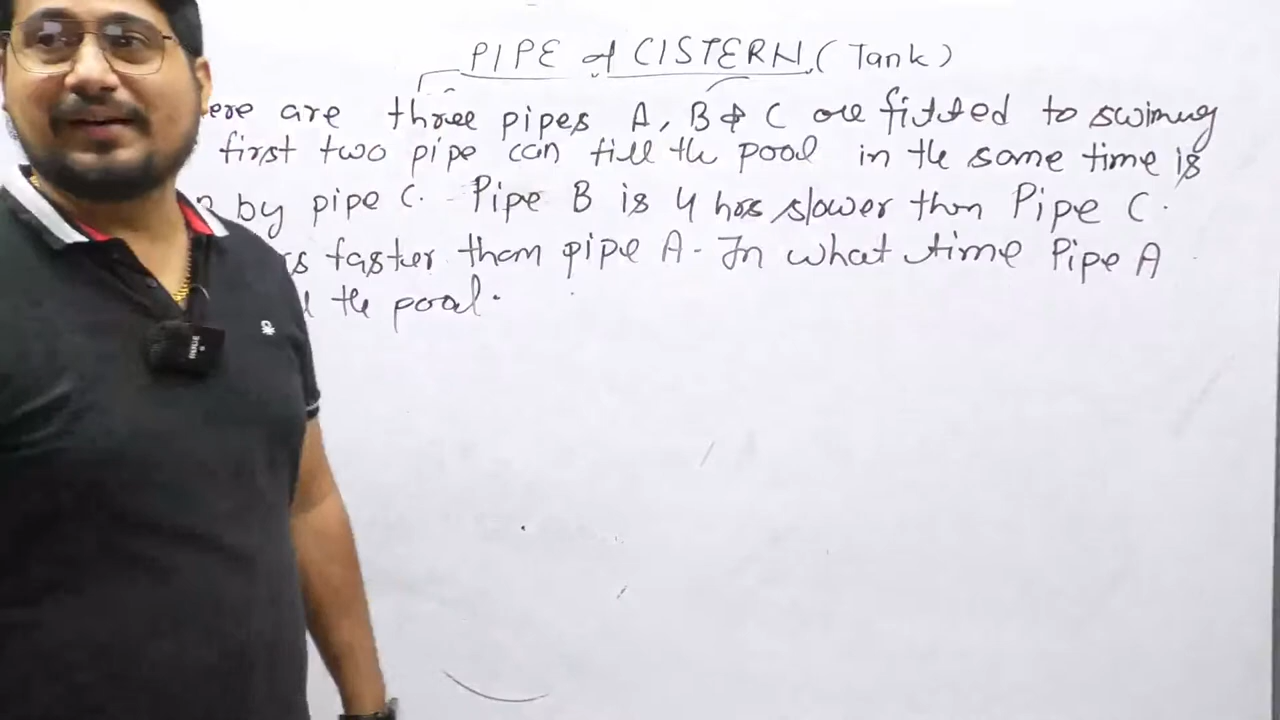 PIPE & CISTERN (Tank)
ere are three pipes A, B & C are fitted to swimming
first two pipe can fill the pool in the same time is
by pipe C. Pipe B is 4 hrs slower than Pipe C.
s faster than pipe A. In what time Pipe A
the pool.